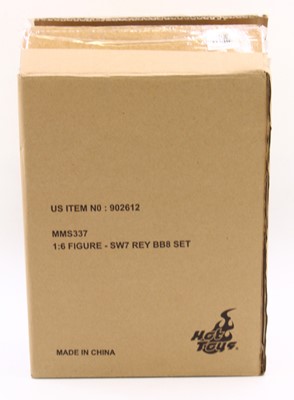 US ITEM N0 : 902612
MMS337
1:6 FIGURE - SW7 REY BB8 SET
Hot
Toys.
MADE IN CHINA